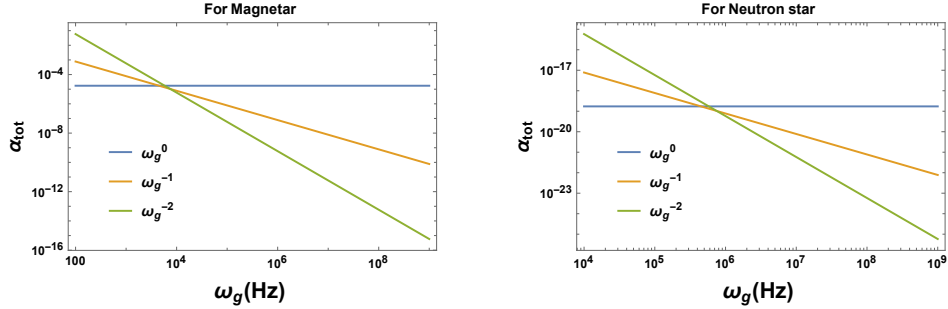 For Magnetar
α_tot
10^-4
10^-8
10^-12
10^-16
ω_g^0
ω_g^-1
ω_g^-2
100 10^4 10^6 10^8
ω_g(Hz)
For Neutron star
α_tot
10^-17
10^-20
10^-23
ω_g^0
ω_g^-1
ω_g^-2
10^4 10^5 10^6 10^7 10^8 10^9
ω_g(Hz)